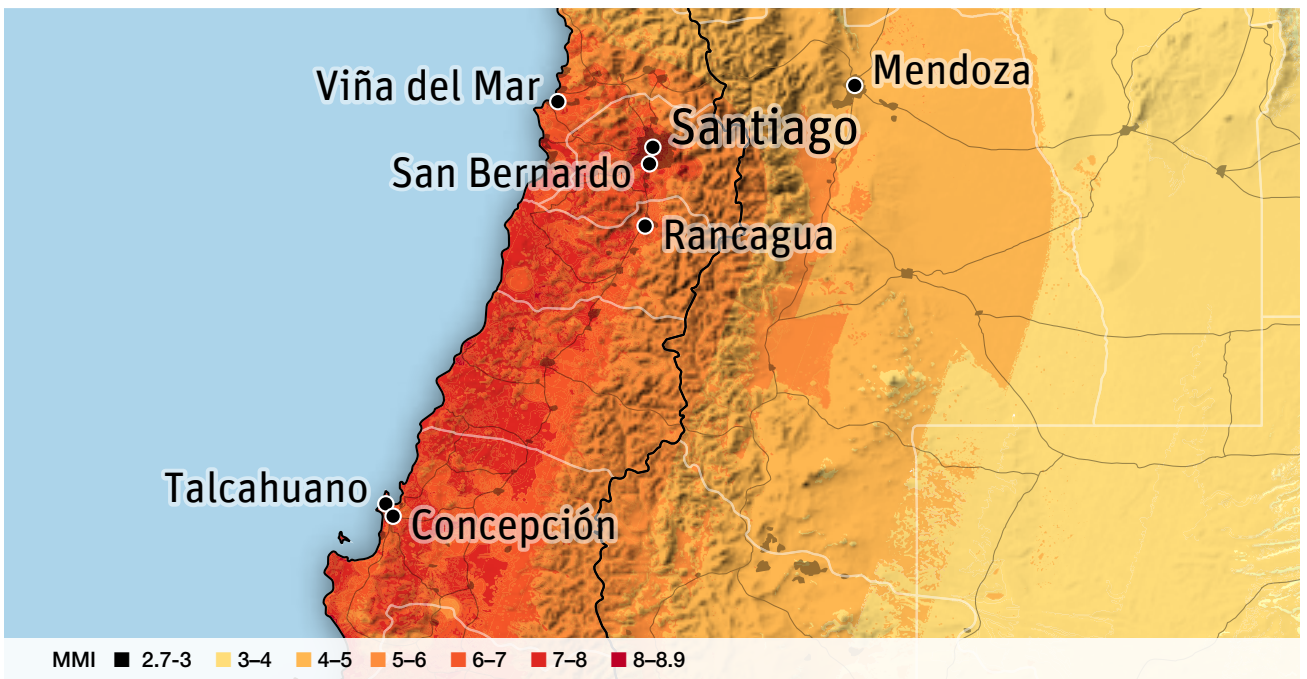 Viña del Mar
Mendoza
Santiago
San Bernardo
Rancagua
Talcahuano
Concepción
MMI 2.7-3 3–4 4–5 5–6 6–7 7–8 8–8.9